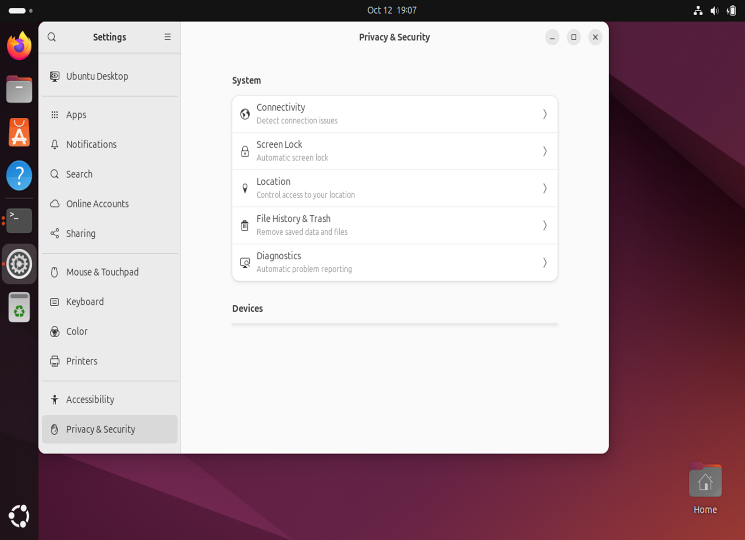 Oct 12 19:07
Settings
Privacy & Security
Ubuntu Desktop
Apps
Notifications
Search
Online Accounts
Sharing
Mouse & Touchpad
Keyboard
Color
Printers
Accessibility
Privacy & Security
System
Connectivity
Detect connection issues
Screen Lock
Automatic screen lock
Location
Control access to your location
File History & Trash
Remove saved data and files
Diagnostics
Automatic problem reporting
Devices
Home